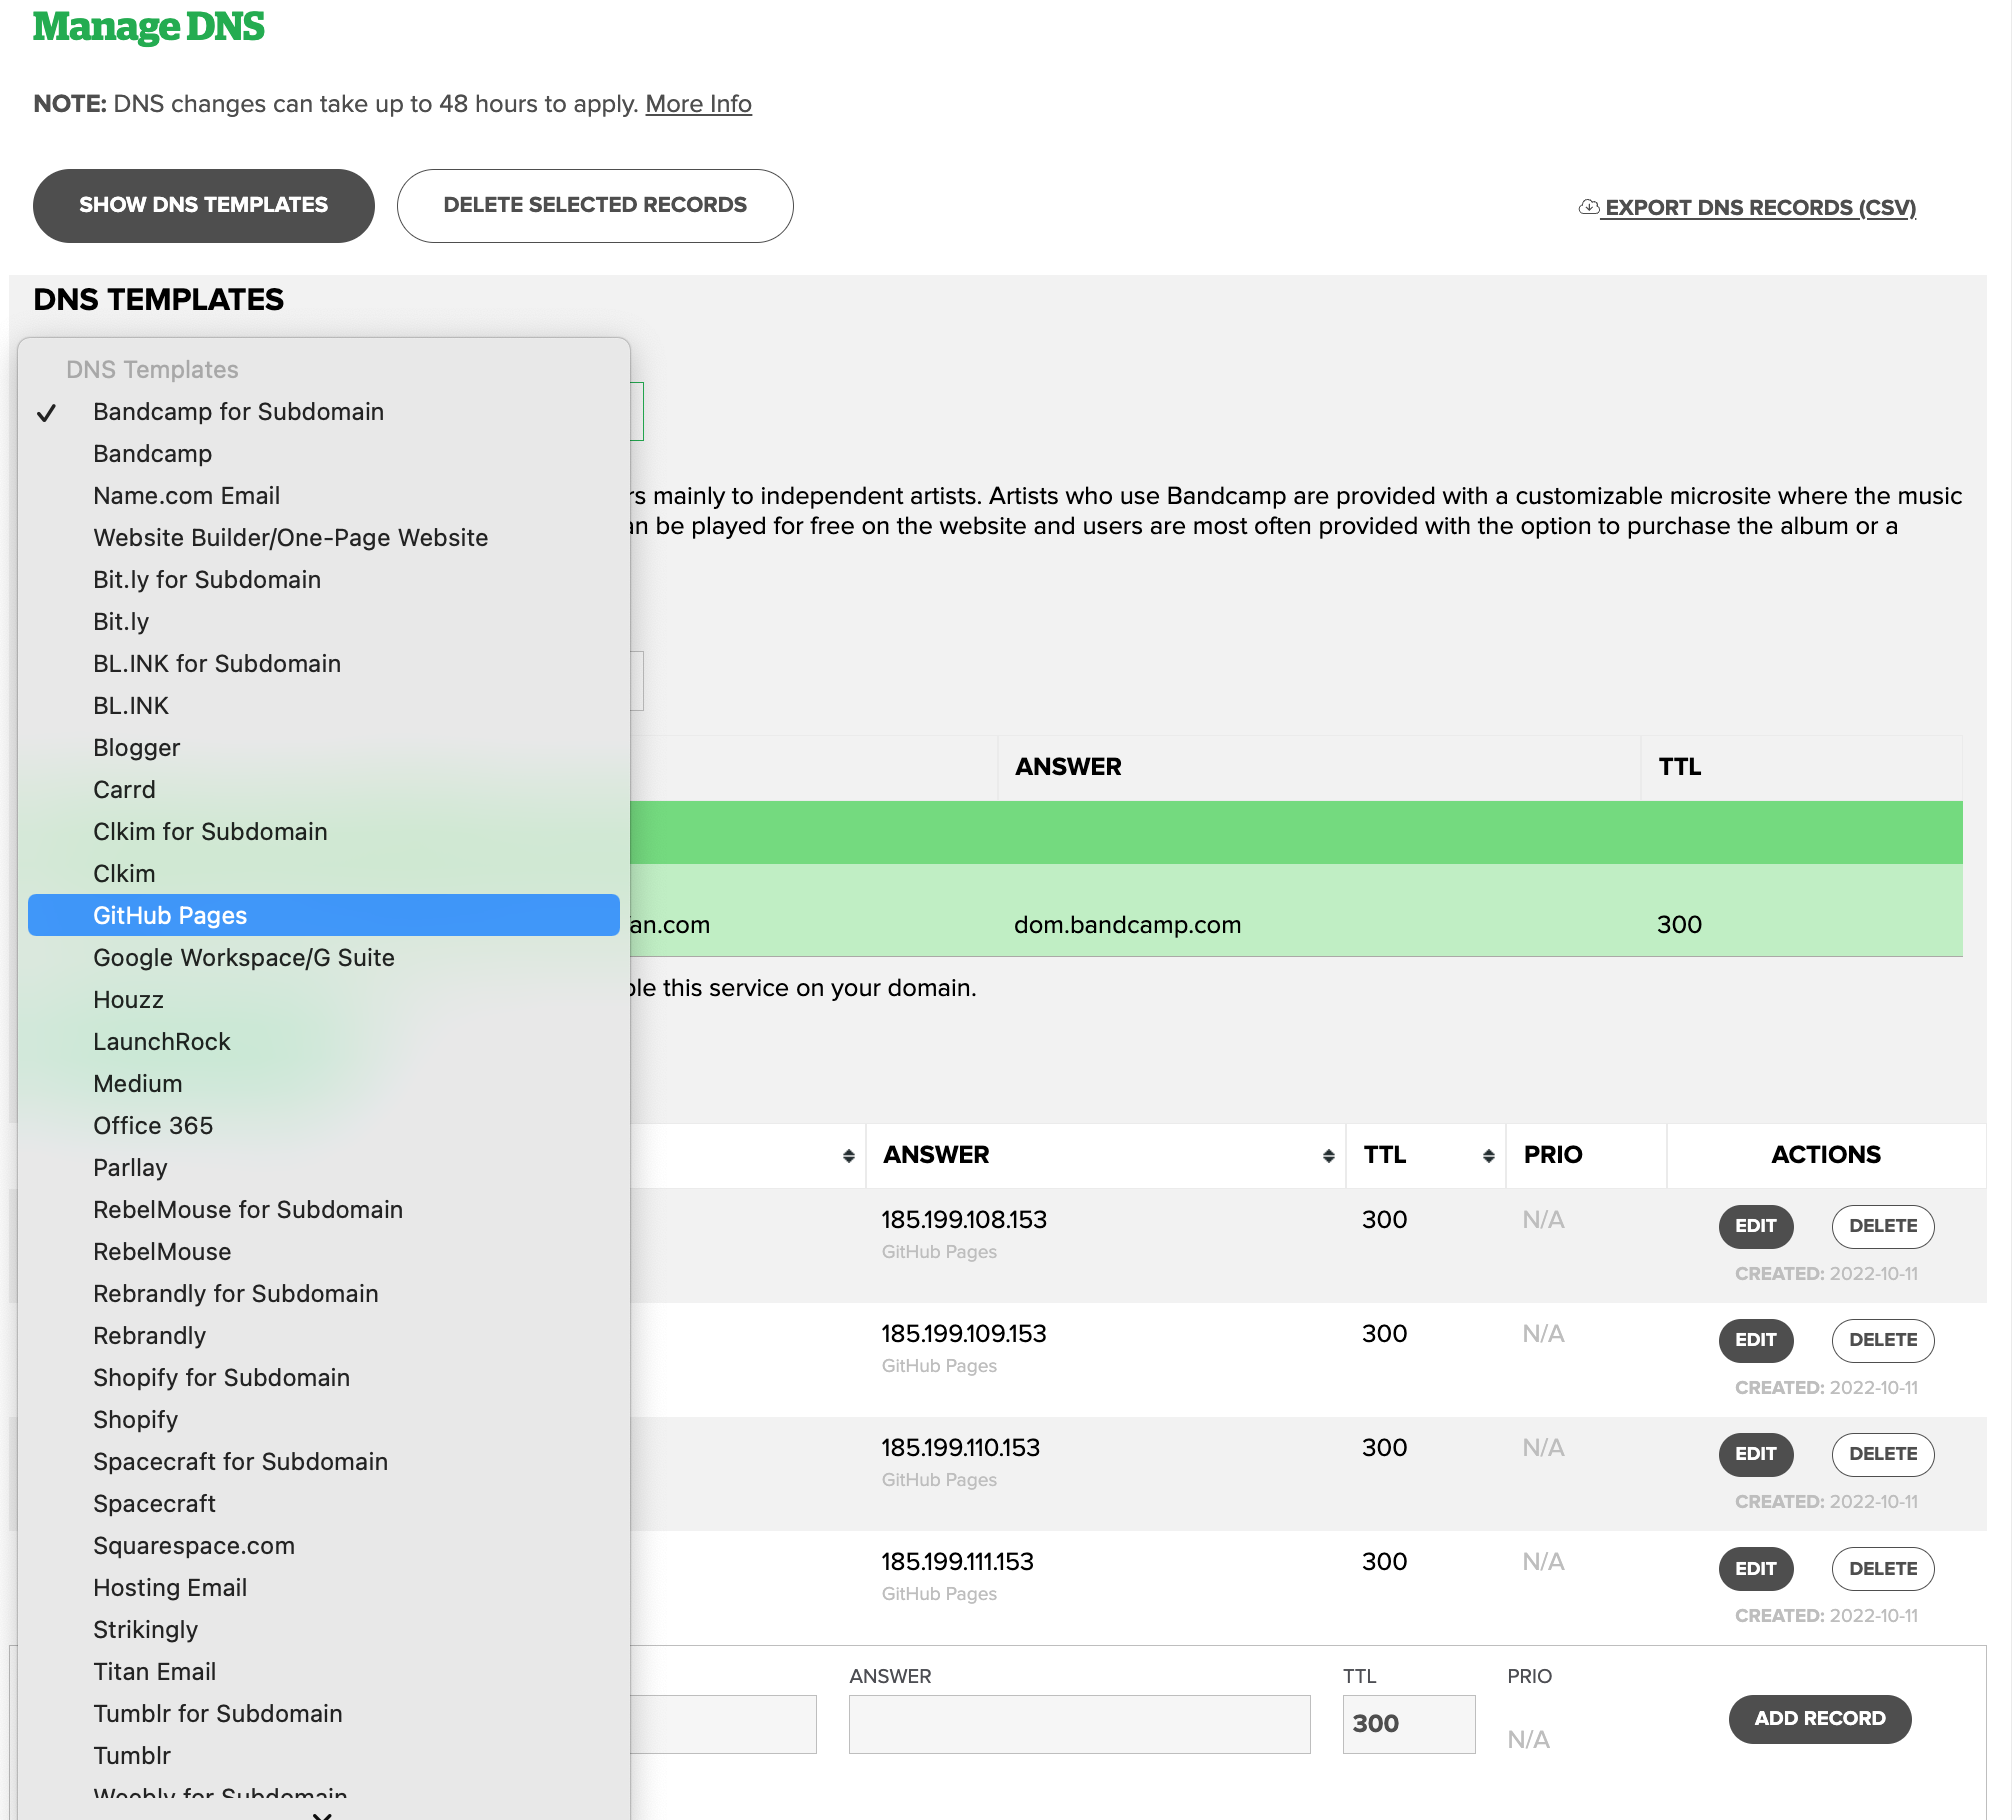 Manage DNS
NOTE: DNS changes can take up to 48 hours to apply. More Info
SHOW DNS TEMPLATES
DELETE SELECTED RECORDS
EXPORT DNS RECORDS (CSV)
DNS TEMPLATES
DNS Templates
Bandcamp for Subdomain
Bandcamp
Name.com Email
Website Builder/One-Page Website
Bit.ly for Subdomain
Bit.ly
BL.INK for Subdomain
BL.INK
Blogger
Carrd
Clkim for Subdomain
Clkim
GitHub Pages
Google Workspace/G Suite
Houzz
LaunchRock
Medium
Office 365
Parllay
RebelMouse for Subdomain
RebelMouse
Rebrandly for Subdomain
Rebrandly
Shopify for Subdomain
Shopify
Spacecraft for Subdomain
Spacecraft
Squarespace.com
Hosting Email
Strikingly
Titan Email
Tumblr for Subdomain
Tumblr
Weebly for Subdomain
mainly to independent artists. Artists who use Bandcamp are provided with a customizable microsite where the music
be played for free on the website and users are most often provided with the option to purchase the album or a
ANSWER TTL
an.com dom.bandcamp.com 300
this service on your domain.
ANSWER TTL PRIO ACTIONS
185.199.108.153 300 N/A EDIT DELETE
GitHub Pages CREATED: 2022-10-11
185.199.109.153 300 N/A EDIT DELETE
GitHub Pages CREATED: 2022-10-11
185.199.110.153 300 N/A EDIT DELETE
GitHub Pages CREATED: 2022-10-11
185.199.111.153 300 N/A EDIT DELETE
GitHub Pages CREATED: 2022-10-11
ANSWER TTL PRIO
300 N/A ADD RECORD